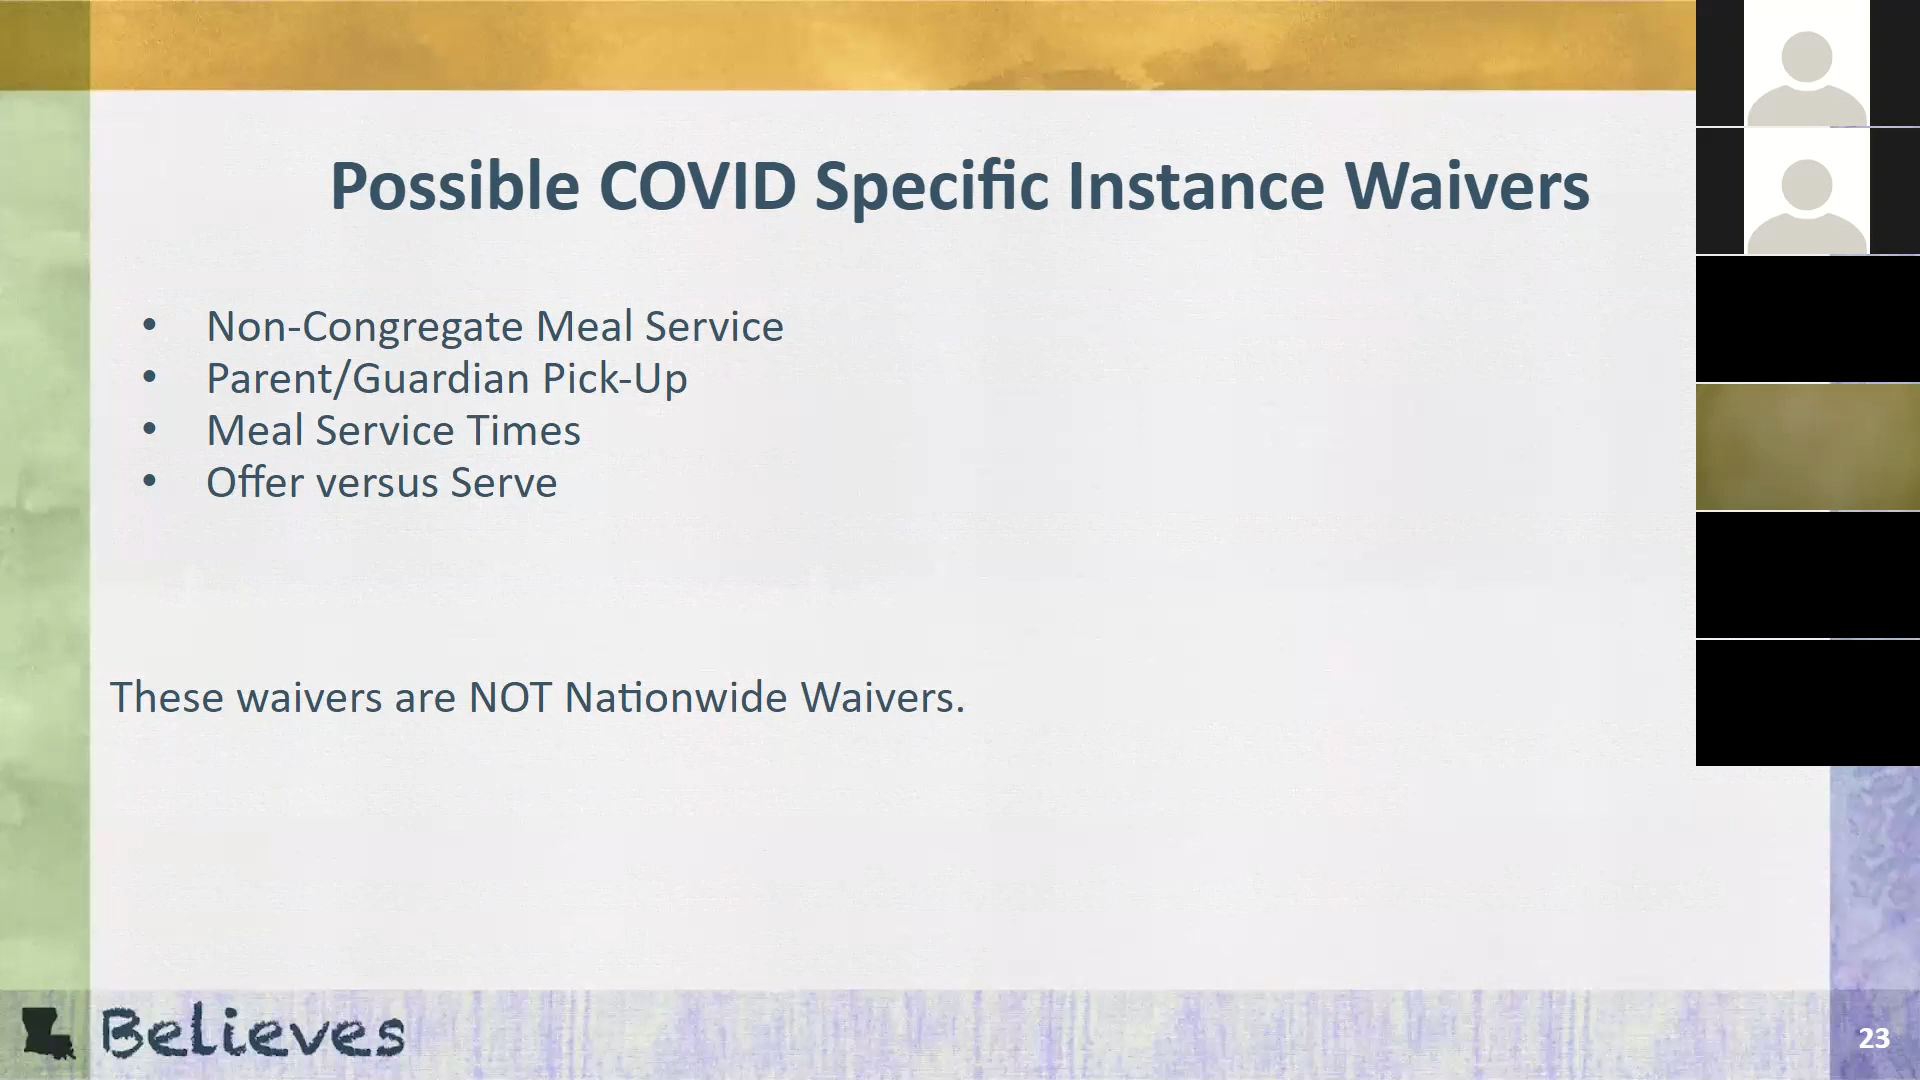 Possible COVID Specific Instance Waivers
• Non-Congregate Meal Service
• Parent/Guardian Pick-Up
• Meal Service Times
• Offer versus Serve
These waivers are NOT Nationwide Waivers.
Believes
23